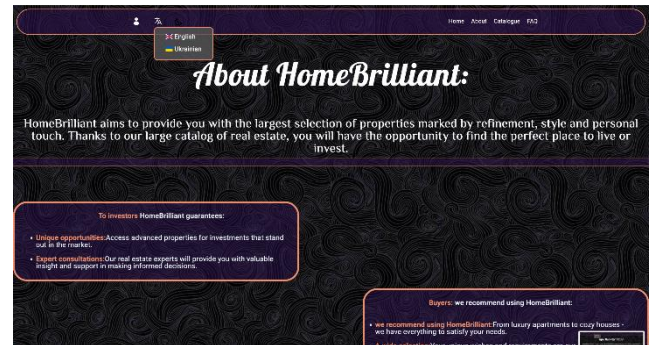 Home About Catalogue FAQ
English
Ukrainian
About HomeBrilliant:
HomeBrilliant aims to provide you with the largest selection of properties marked by refinement, style and personal
touch. Thanks to our large catalog of real estate, you will have the opportunity to find the perfect place to live or
invest.
To investors HomeBrilliant guarantees:
Unique opportunities:Access advanced properties for investments that stand
out in the market.
Expert consultations:Our real estate experts will provide you with valuable
insight and support in making informed decisions.
Buyers: we recommend using HomeBrilliant:
we recommend using HomeBrilliant:From luxury apartments to cozy houses -
we have everything to satisfy your needs.